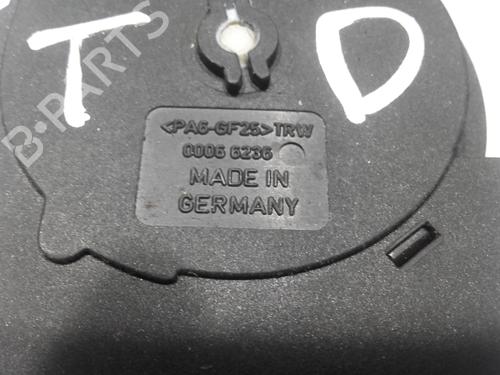 T D
B-PARTS
<PA6-GF25>TRW
0006 6236
MADE IN
GERMANY